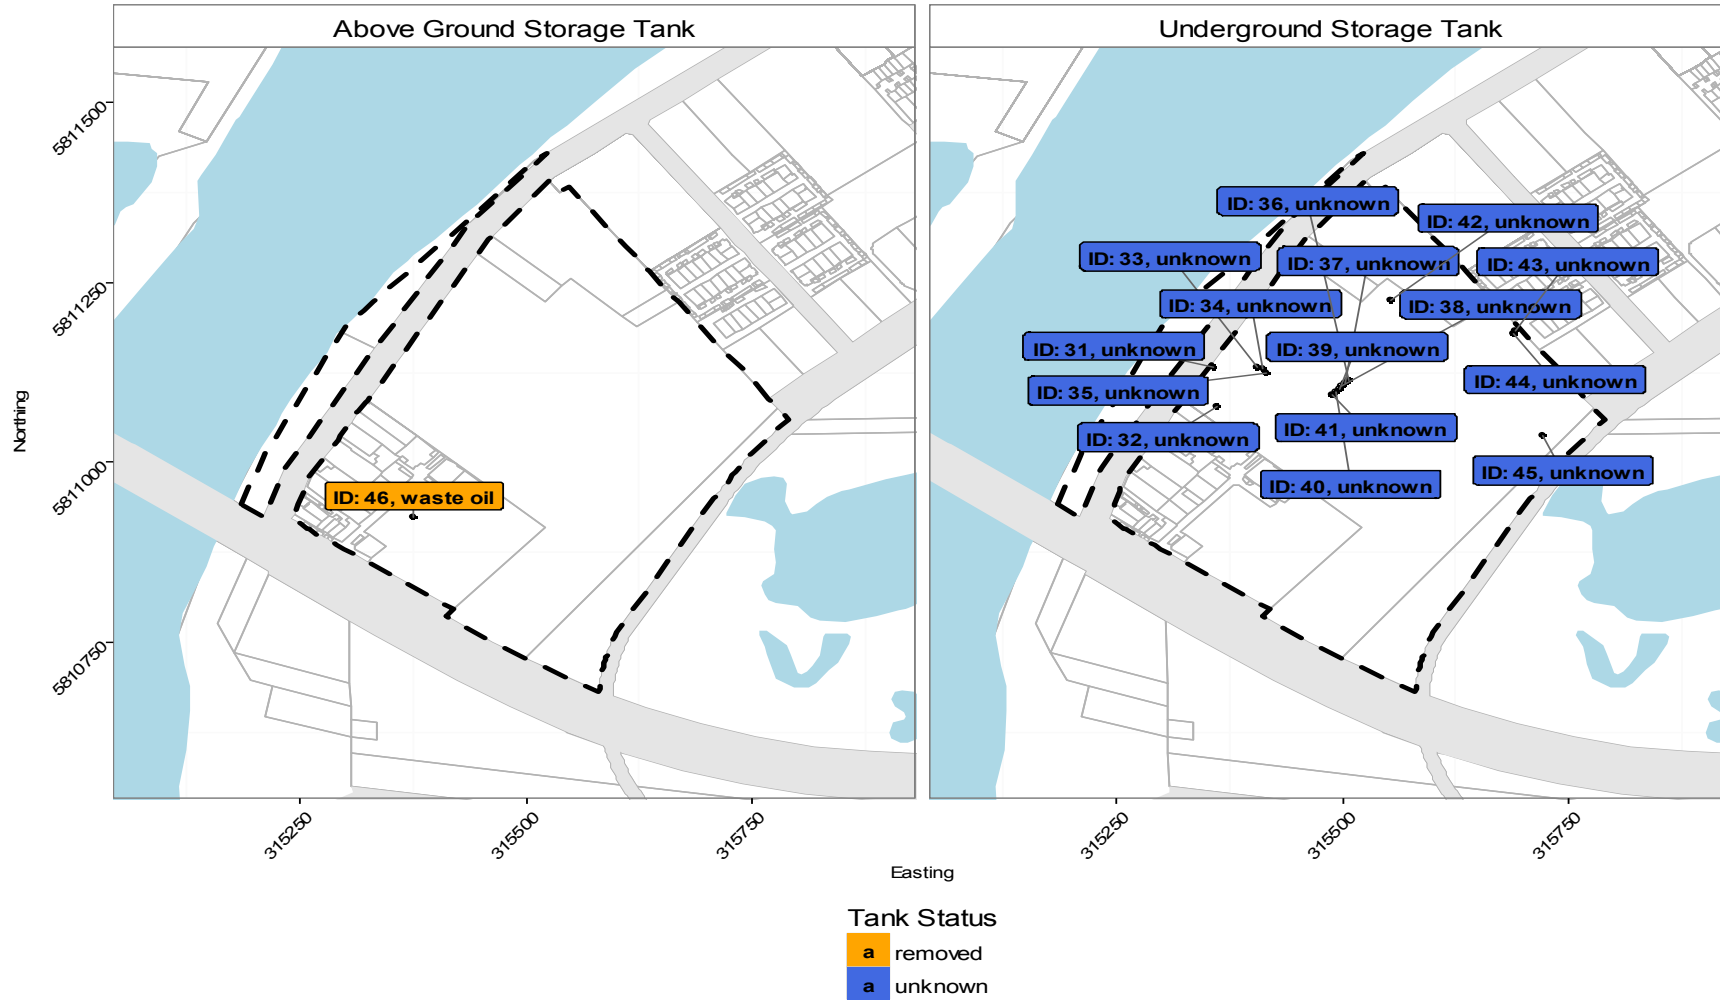 Above Ground Storage Tank
Underground Storage Tank
5811500
5811250
5811000
5810750
Northing
ID: 46, waste oil
ID: 36, unknown
ID: 42, unknown
ID: 33, unknown
ID: 37, unknown
ID: 43, unknown
ID: 34, unknown
ID: 38, unknown
ID: 31, unknown
ID: 39, unknown
ID: 35, unknown
ID: 44, unknown
ID: 32, unknown
ID: 41, unknown
ID: 45, unknown
ID: 40, unknown
315250
315500
315750
315250
315500
315750
Easting
Tank Status
a removed
a unknown